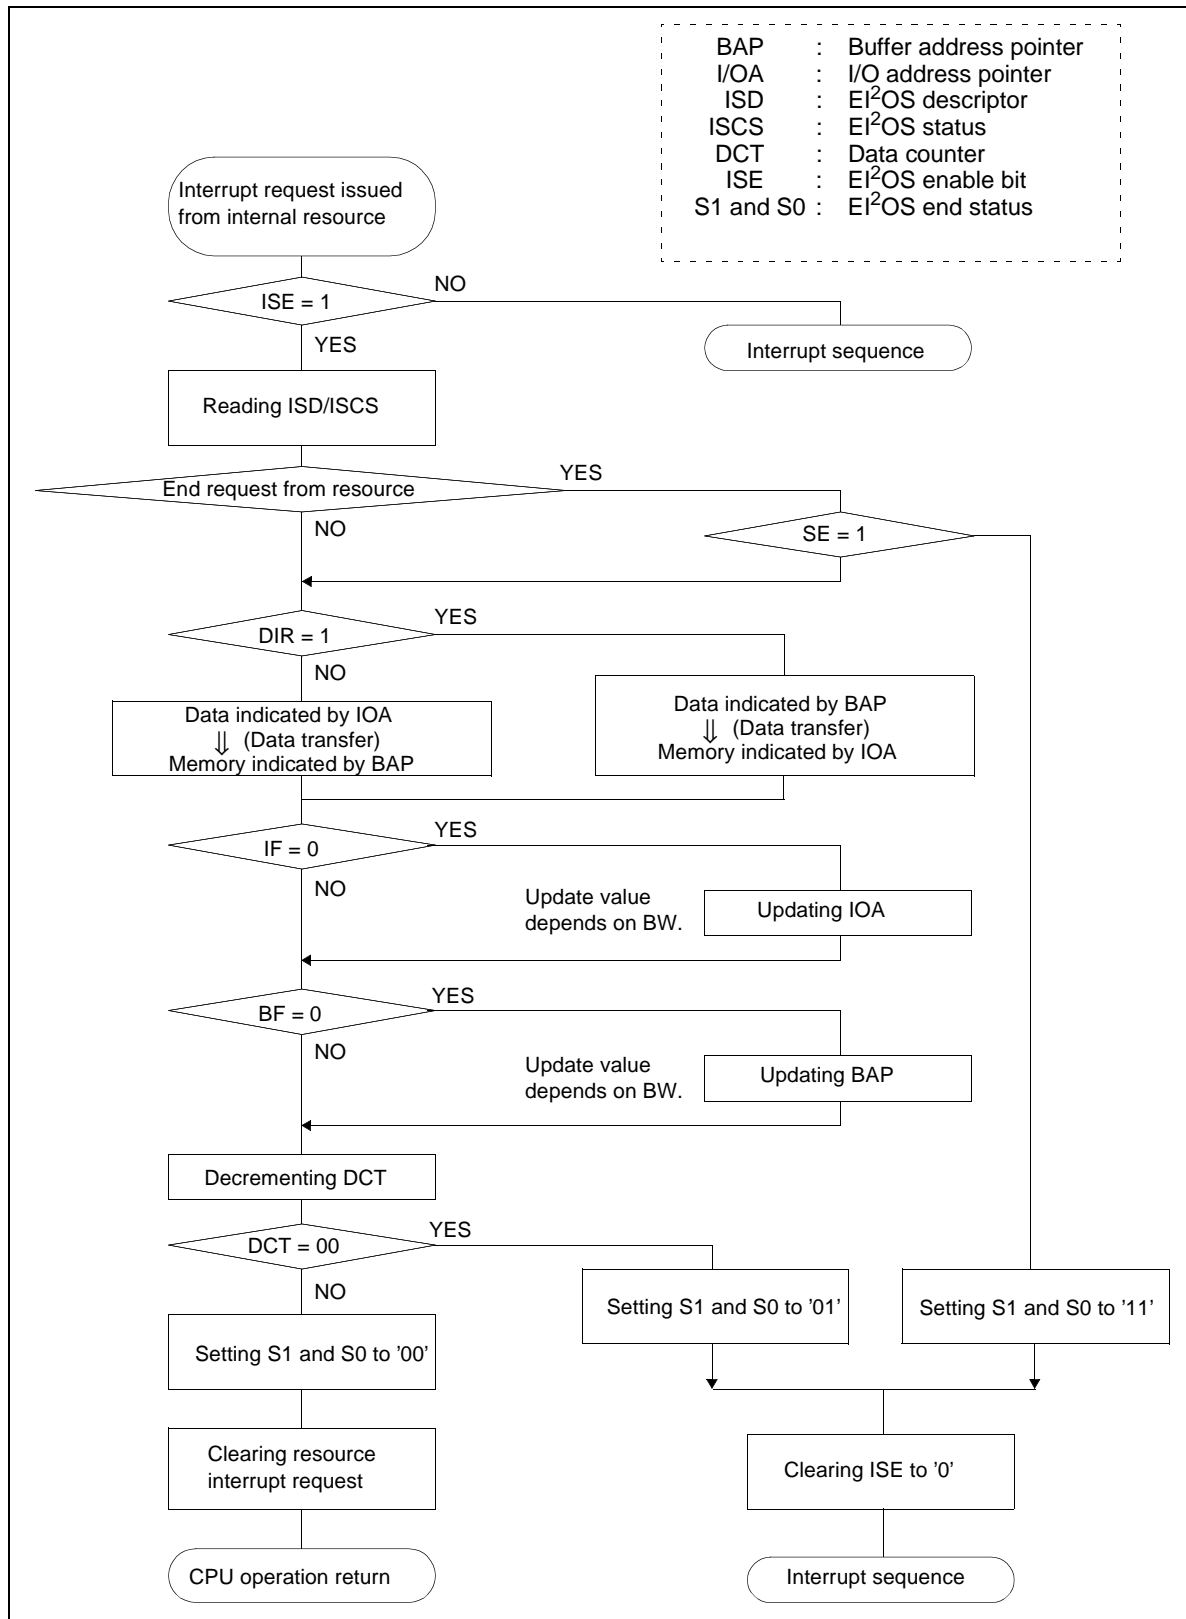 BAP : Buffer address pointer
I/OA : I/O address pointer
ISD : EI²OS descriptor
ISCS : EI²OS status
DCT : Data counter
ISE : EI²OS enable bit
S1 and S0 : EI²OS end status
Interrupt request issued
from internal resource
ISE = 1
NO
YES
Interrupt sequence
Reading ISD/ISCS
End request from resource
YES
NO
SE = 1
DIR = 1
YES
NO
Data indicated by IOA
⇓ (Data transfer)
Memory indicated by BAP
Data indicated by BAP
⇓ (Data transfer)
Memory indicated by IOA
IF = 0
YES
NO
Update value
depends on BW.
Updating IOA
BF = 0
YES
NO
Update value
depends on BW.
Updating BAP
Decrementing DCT
DCT = 00
YES
NO
Setting S1 and S0 to ’01’
Setting S1 and S0 to ’11’
Setting S1 and S0 to ’00’
Clearing resource
interrupt request
Clearing ISE to ’0’
CPU operation return
Interrupt sequence